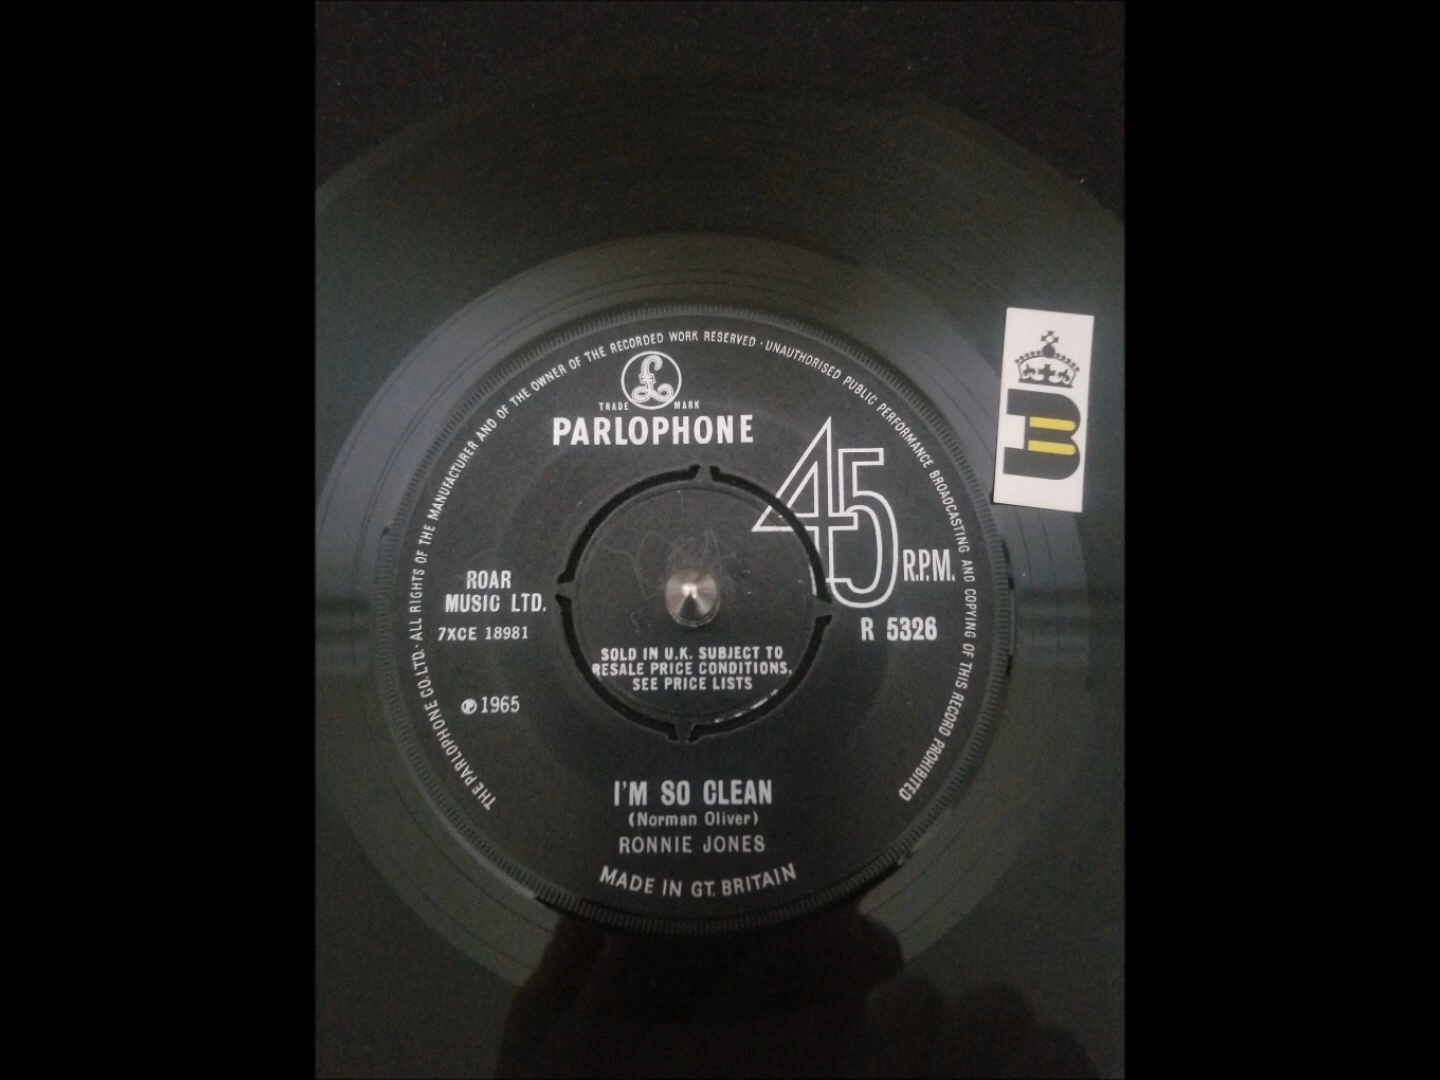 THE PARLOPHONE CO.LTD. · ALL RIGHTS OF THE MANUFACTURER AND OF THE OWNER OF THE RECORDED WORK RESERVED · UNAUTHORISED PUBLIC PERFORMANCE BROADCASTING AND COPYING OF THIS RECORD PROHIBITED
£
TRADE MARK
PARLOPHONE
45
R.P.M.
ROAR
MUSIC LTD.
7XCE 18981
R 5326
SOLD IN U.K. SUBJECT TO
RESALE PRICE CONDITIONS,
SEE PRICE LISTS
℗ 1965
I'M SO CLEAN
(Norman Oliver)
RONNIE JONES
MADE IN GT. BRITAIN